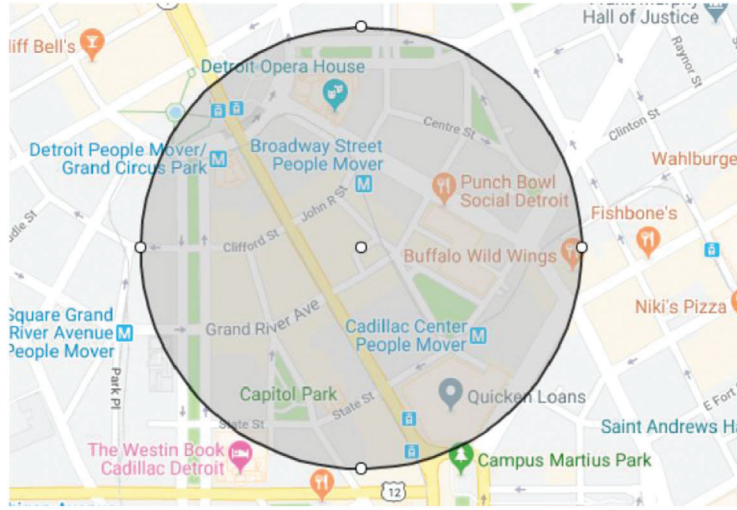 Hall of Justice
liff Bell's
Raynor St
Detroit Opera House
Centre St
Clinton St
Detroit People Mover/
Grand Circus Park
Broadway Street
People Mover
Wahlburge
Punch Bowl
Social Detroit
John R St
Fishbone's
ddle St
Clifford St
Buffalo Wild Wings
Square Grand
River Avenue
People Mover
Grand River Ave
Cadillac Center
People Mover
Niki's Pizza
Park Pl
Capitol Park
Quicken Loans
E Fort
State St
State St
Saint Andrews Ha
The Westin Book
Cadillac Detroit
Campus Martius Park
12